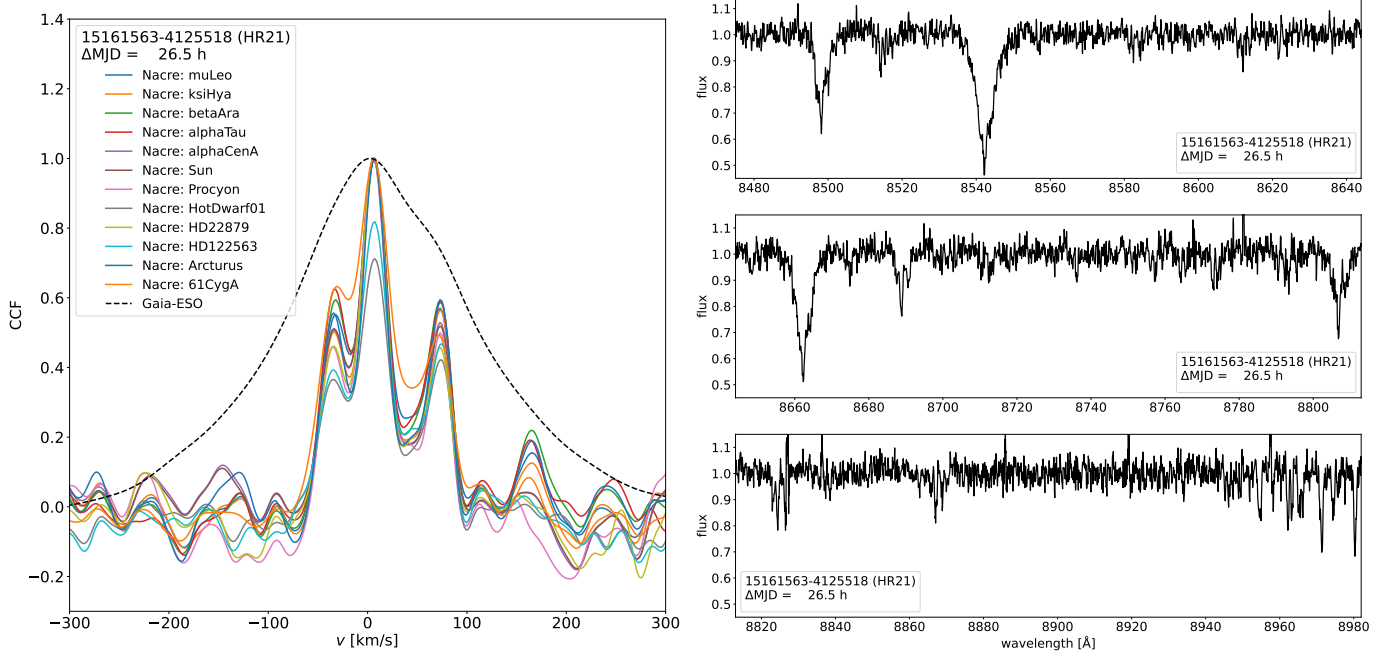 15161563-4125518 (HR21)
ΔMJD = 26.5 h
Nacre: muLeo
Nacre: ksiHya
Nacre: betaAra
Nacre: alphaTau
Nacre: alphaCenA
Nacre: Sun
Nacre: Procyon
Nacre: HotDwarf01
Nacre: HD22879
Nacre: HD122563
Nacre: Arcturus
Nacre: 61CygA
Gaia-ESO
CCF
1.4
1.2
1.0
0.8
0.6
0.4
0.2
0.0
−0.2
−300 −200 −100 0 100 200 300
v [km/s]
flux
1.1
1.0
0.9
0.8
0.7
0.6
0.5
15161563-4125518 (HR21)
ΔMJD = 26.5 h
8480 8500 8520 8540 8560 8580 8600 8620 8640
flux
1.1
1.0
0.9
0.8
0.7
0.6
0.5
15161563-4125518 (HR21)
ΔMJD = 26.5 h
8660 8680 8700 8720 8740 8760 8780 8800
flux
1.1
1.0
0.9
0.8
0.7
0.6
0.5
15161563-4125518 (HR21)
ΔMJD = 26.5 h
8820 8840 8860 8880 8900 8920 8940 8960 8980
wavelength [Å]